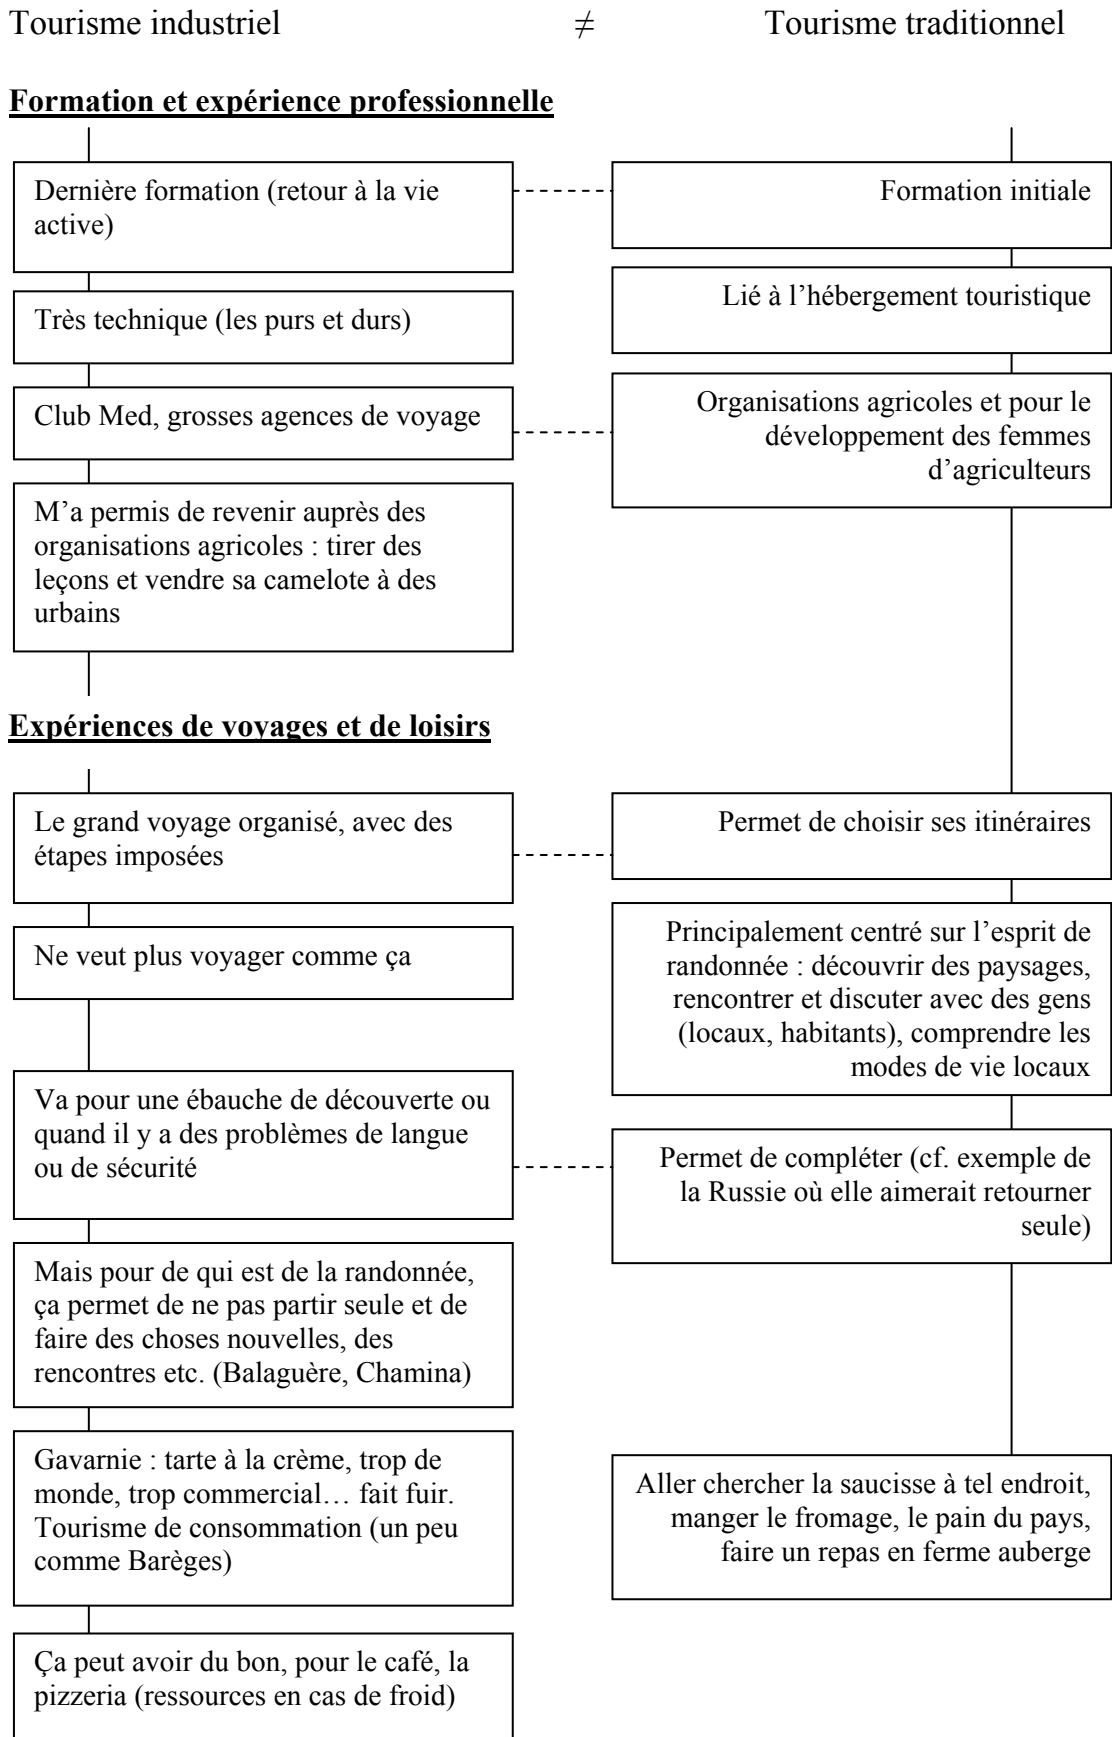 Tourisme industriel ≠ Tourisme traditionnel
Formation et expérience professionnelle
Dernière formation (retour à la vie
active)
Formation initiale
Très technique (les purs et durs)
Lié à l’hébergement touristique
Club Med, grosses agences de voyage
Organisations agricoles et pour le
développement des femmes
d’agriculteurs
M’a permis de revenir auprès des
organisations agricoles : tirer des
leçons et vendre sa camelote à des
urbains
Expériences de voyages et de loisirs
Le grand voyage organisé, avec des
étapes imposées
Permet de choisir ses itinéraires
Ne veut plus voyager comme ça
Principalement centré sur l’esprit de
randonnée : découvrir des paysages,
rencontrer et discuter avec des gens
(locaux, habitants), comprendre les
modes de vie locaux
Va pour une ébauche de découverte ou
quand il y a des problèmes de langue
ou de sécurité
Permet de compléter (cf. exemple de
la Russie où elle aimerait retourner
seule)
Mais pour de qui est de la randonnée,
ça permet de ne pas partir seule et de
faire des choses nouvelles, des
rencontres etc. (Balaguère, Chamina)
Gavarnie : tarte à la crème, trop de
monde, trop commercial… fait fuir.
Tourisme de consommation (un peu
comme Barèges)
Aller chercher la saucisse à tel endroit,
manger le fromage, le pain du pays,
faire un repas en ferme auberge
Ça peut avoir du bon, pour le café, la
pizzeria (ressources en cas de froid)